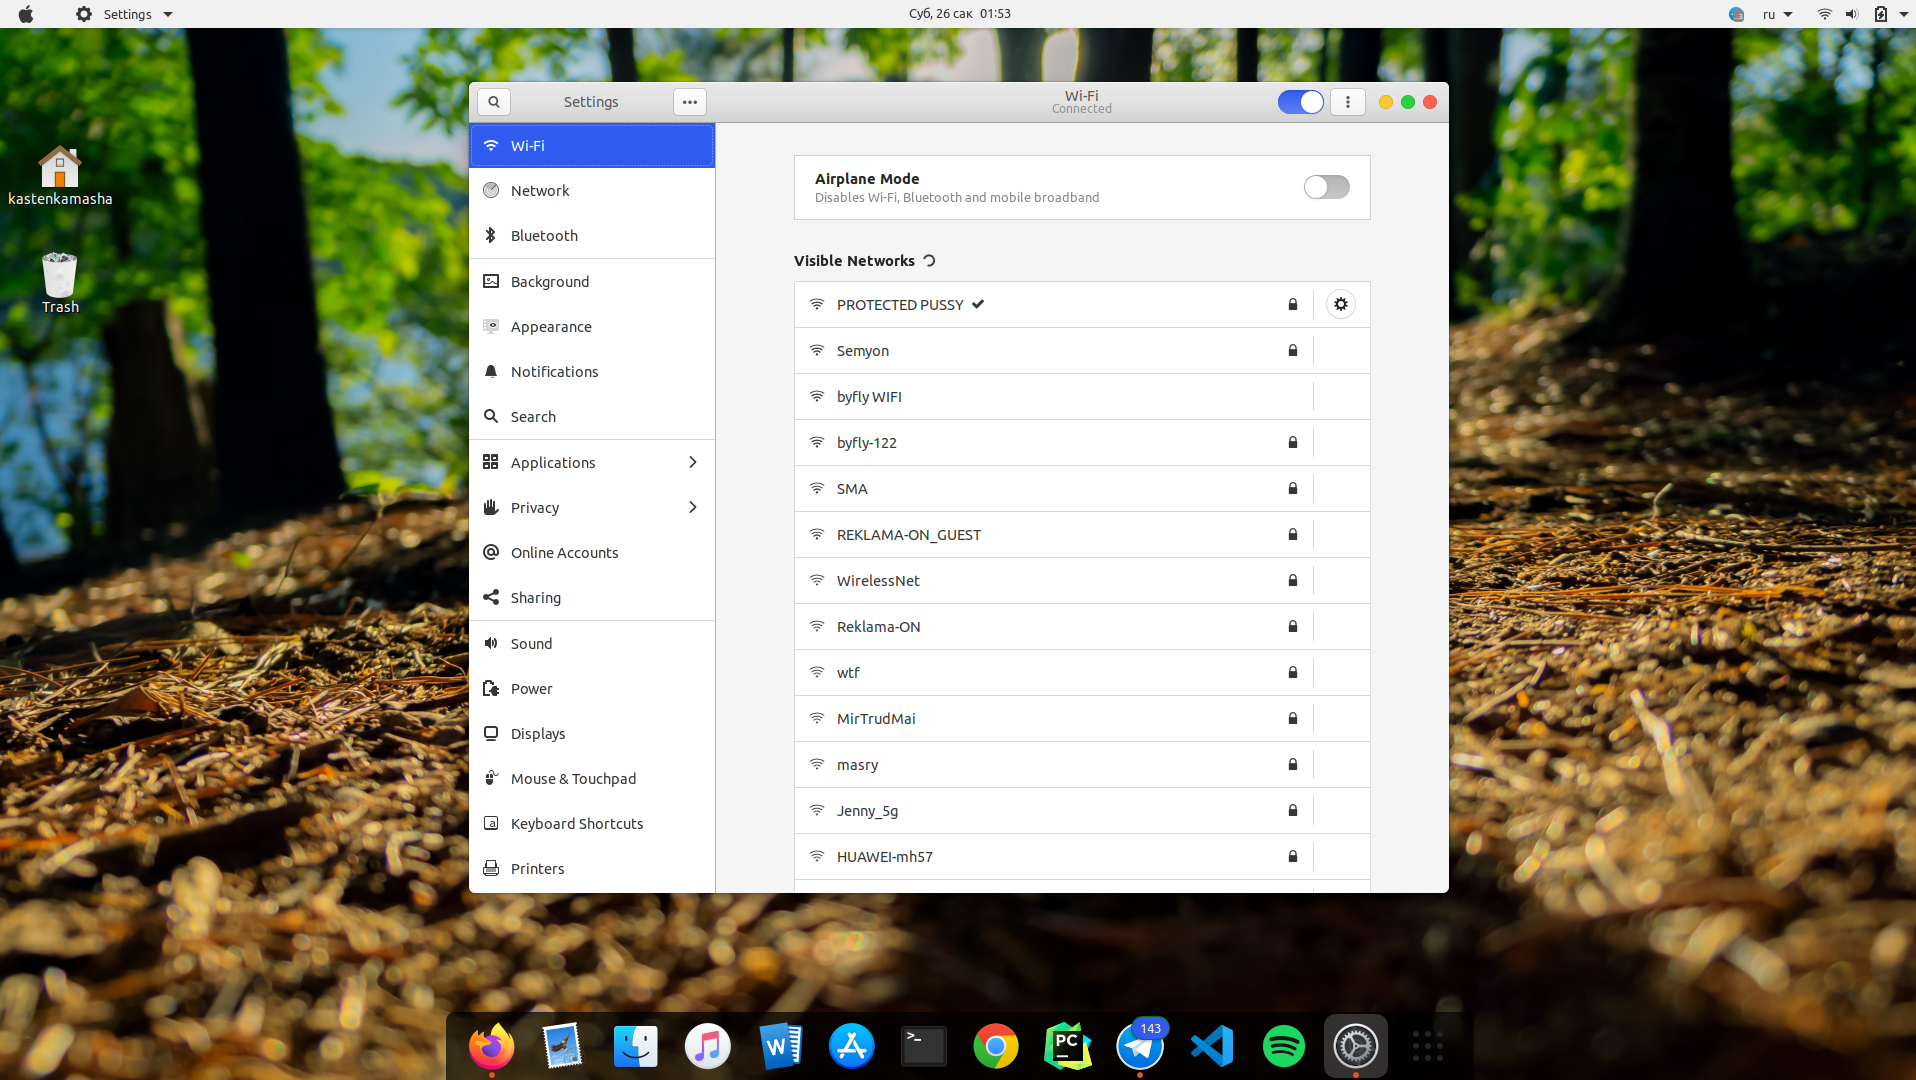 Settings
Суб, 26 сак 01:53
ru
kastenkamasha
Trash
Settings
Wi-Fi
Connected
Wi-Fi
Network
Bluetooth
Background
Appearance
Notifications
Search
Applications
Privacy
Online Accounts
Sharing
Sound
Power
Displays
Mouse & Touchpad
Keyboard Shortcuts
Printers
Airplane Mode
Disables Wi-Fi, Bluetooth and mobile broadband
Visible Networks
PROTECTED PUSSY
Semyon
byfly WIFI
byfly-122
SMA
REKLAMA-ON_GUEST
WirelessNet
Reklama-ON
wtf
MirTrudMai
masry
Jenny_5g
HUAWEI-mh57
W
>_
PC
143